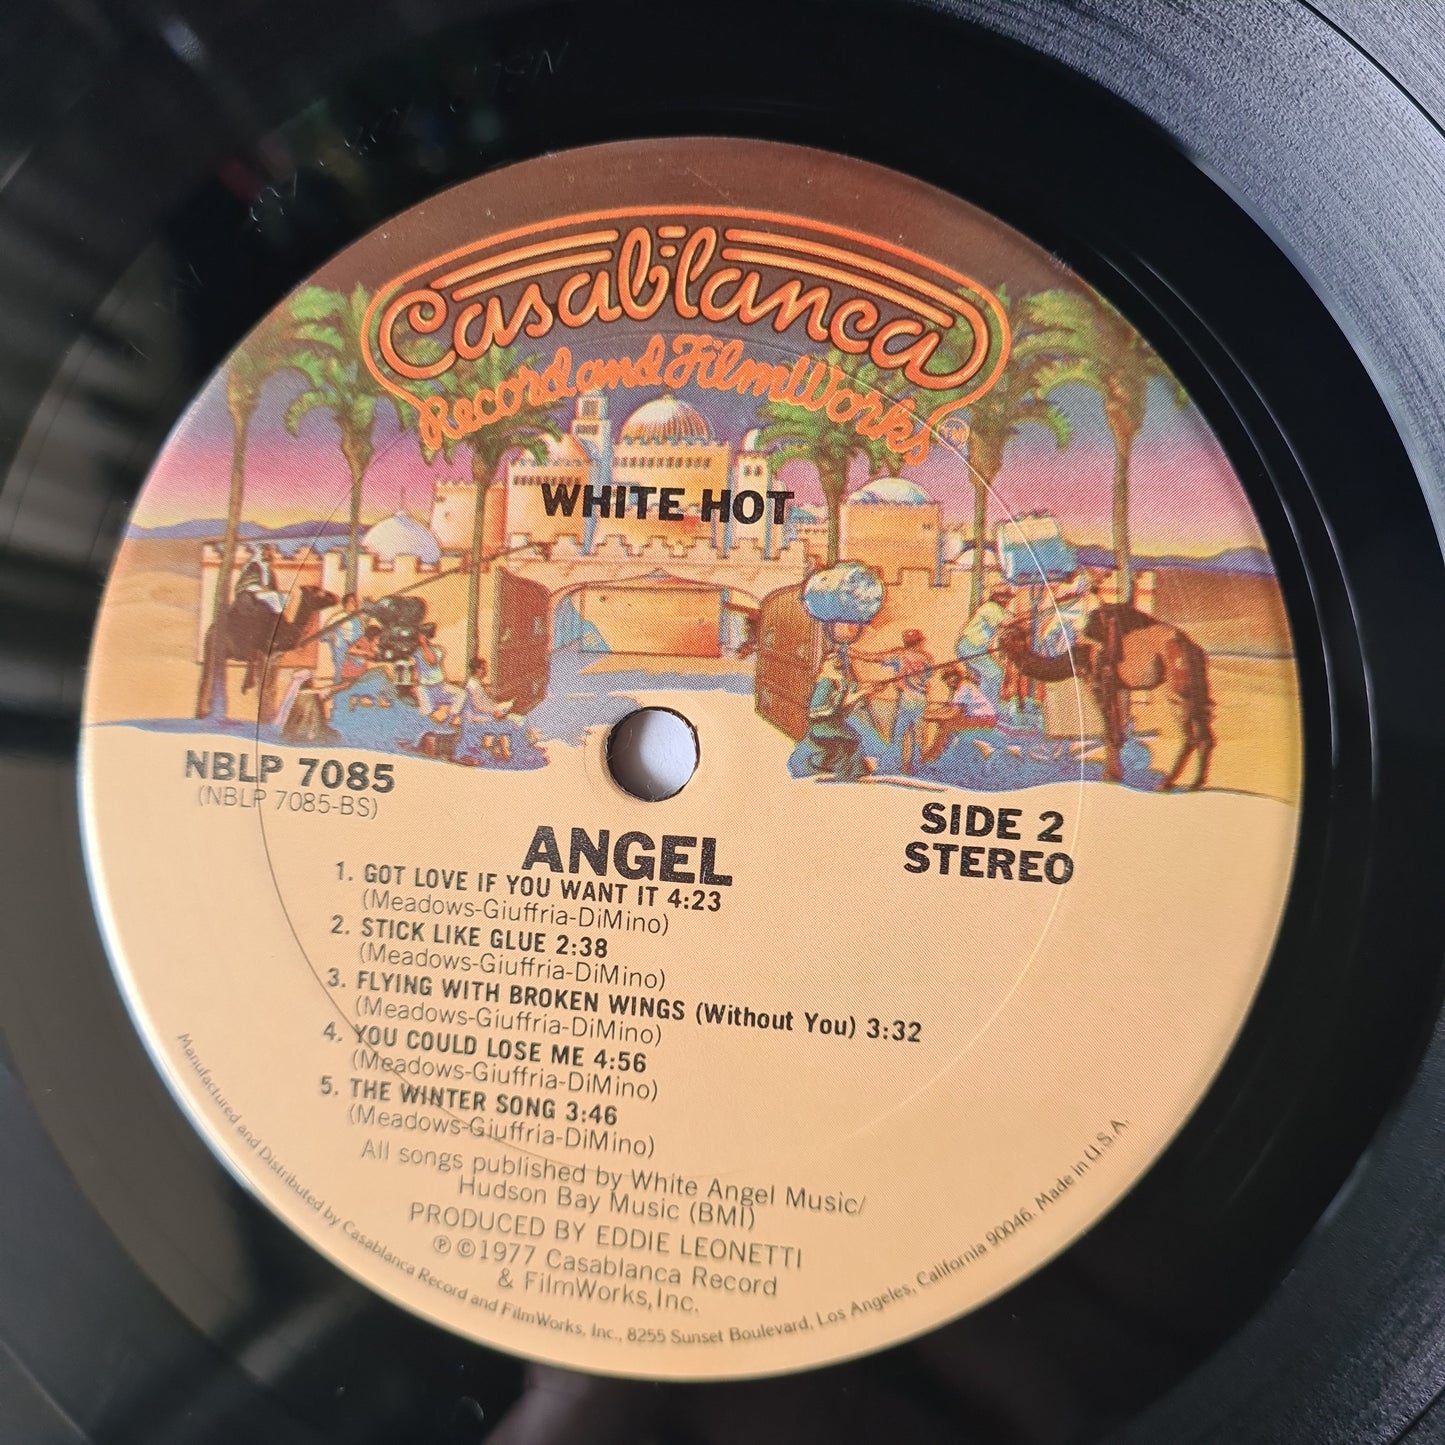 Casablanca
Record and FilmWorks
WHITE HOT
NBLP 7085
(NBLP 7085-BS)
SIDE 2
STEREO
ANGEL
1. GOT LOVE IF YOU WANT IT 4:23
(Meadows-Giuffria-DiMino)
2. STICK LIKE GLUE 2:38
(Meadows-Giuffria-DiMino)
3. FLYING WITH BROKEN WINGS (Without You) 3:32
(Meadows-Giuffria-DiMino)
4. YOU COULD LOSE ME 4:56
(Meadows-Giuffria-DiMino)
5. THE WINTER SONG 3:46
(Meadows-Giuffria-DiMino)
All songs published by White Angel Music/
Hudson Bay Music (BMI)
PRODUCED BY EDDIE LEONETTI
℗ ©1977 Casablanca Record
& FilmWorks, Inc.
Manufactured and Distributed by Casablanca Record and FilmWorks, Inc., 8255 Sunset Boulevard, Los Angeles, California 90046. Made in U.S.A.